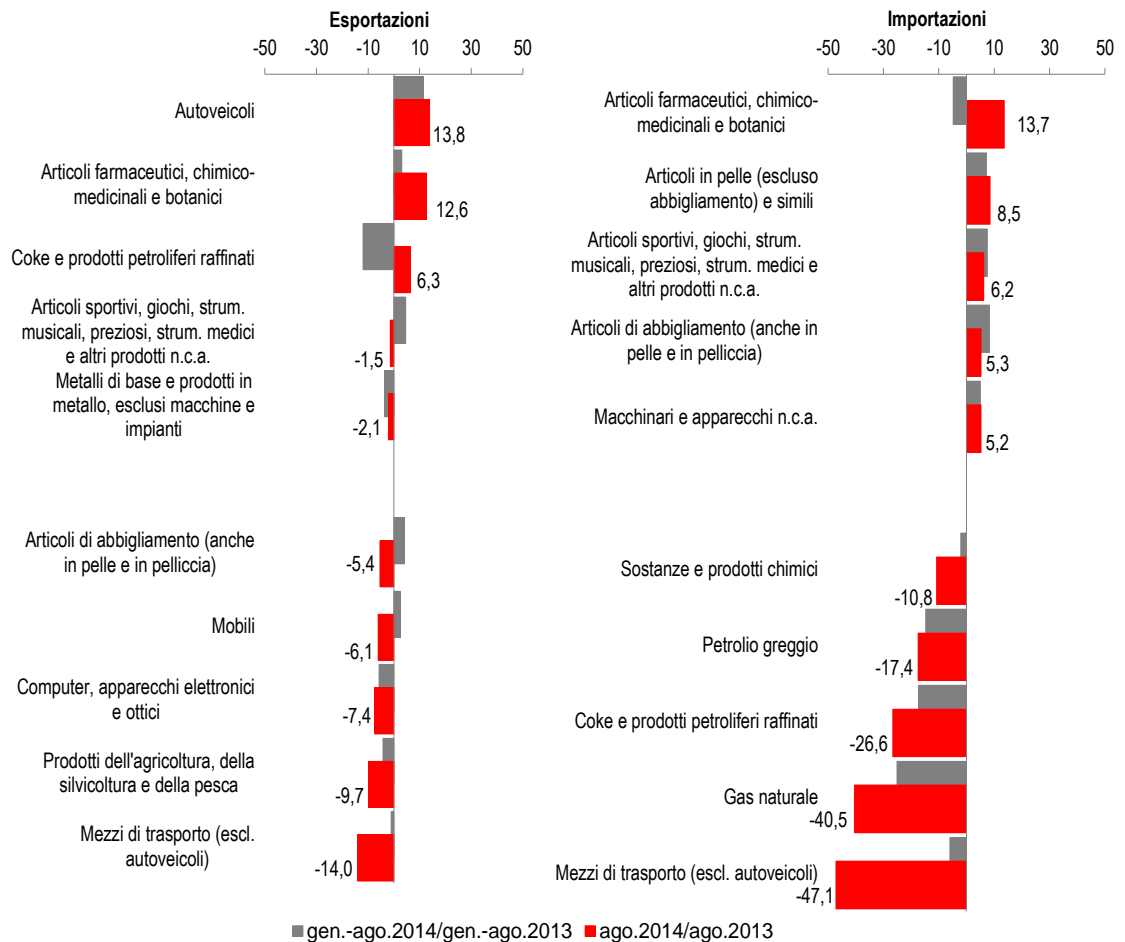 Esportazioni
-50 -30 -10 10 30 50
Autoveicoli
13,8
Articoli farmaceutici, chimico-
medicinali e botanici
12,6
Coke e prodotti petroliferi raffinati
6,3
Articoli sportivi, giochi, strum.
musicali, preziosi, strum. medici
e altri prodotti n.c.a.
-1,5
Metalli di base e prodotti in
metallo, esclusi macchine e
impianti
-2,1
Articoli di abbigliamento (anche
in pelle e in pelliccia)
-5,4
Mobili
-6,1
Computer, apparecchi elettronici
e ottici
-7,4
Prodotti dell'agricoltura, della
silvicoltura e della pesca
-9,7
Mezzi di trasporto (escl.
autoveicoli)
-14,0
Importazioni
-50 -30 -10 10 30 50
Articoli farmaceutici, chimico-
medicinali e botanici
13,7
Articoli in pelle (escluso
abbigliamento) e simili
8,5
Articoli sportivi, giochi, strum.
musicali, preziosi, strum. medici e
altri prodotti n.c.a.
6,2
Articoli di abbigliamento (anche in
pelle e in pelliccia)
5,3
Macchinari e apparecchi n.c.a.
5,2
Sostanze e prodotti chimici
-10,8
Petrolio greggio
-17,4
Coke e prodotti petroliferi raffinati
-26,6
Gas naturale
-40,5
Mezzi di trasporto (escl. autoveicoli)
-47,1
gen.-ago.2014/gen.-ago.2013 ago.2014/ago.2013